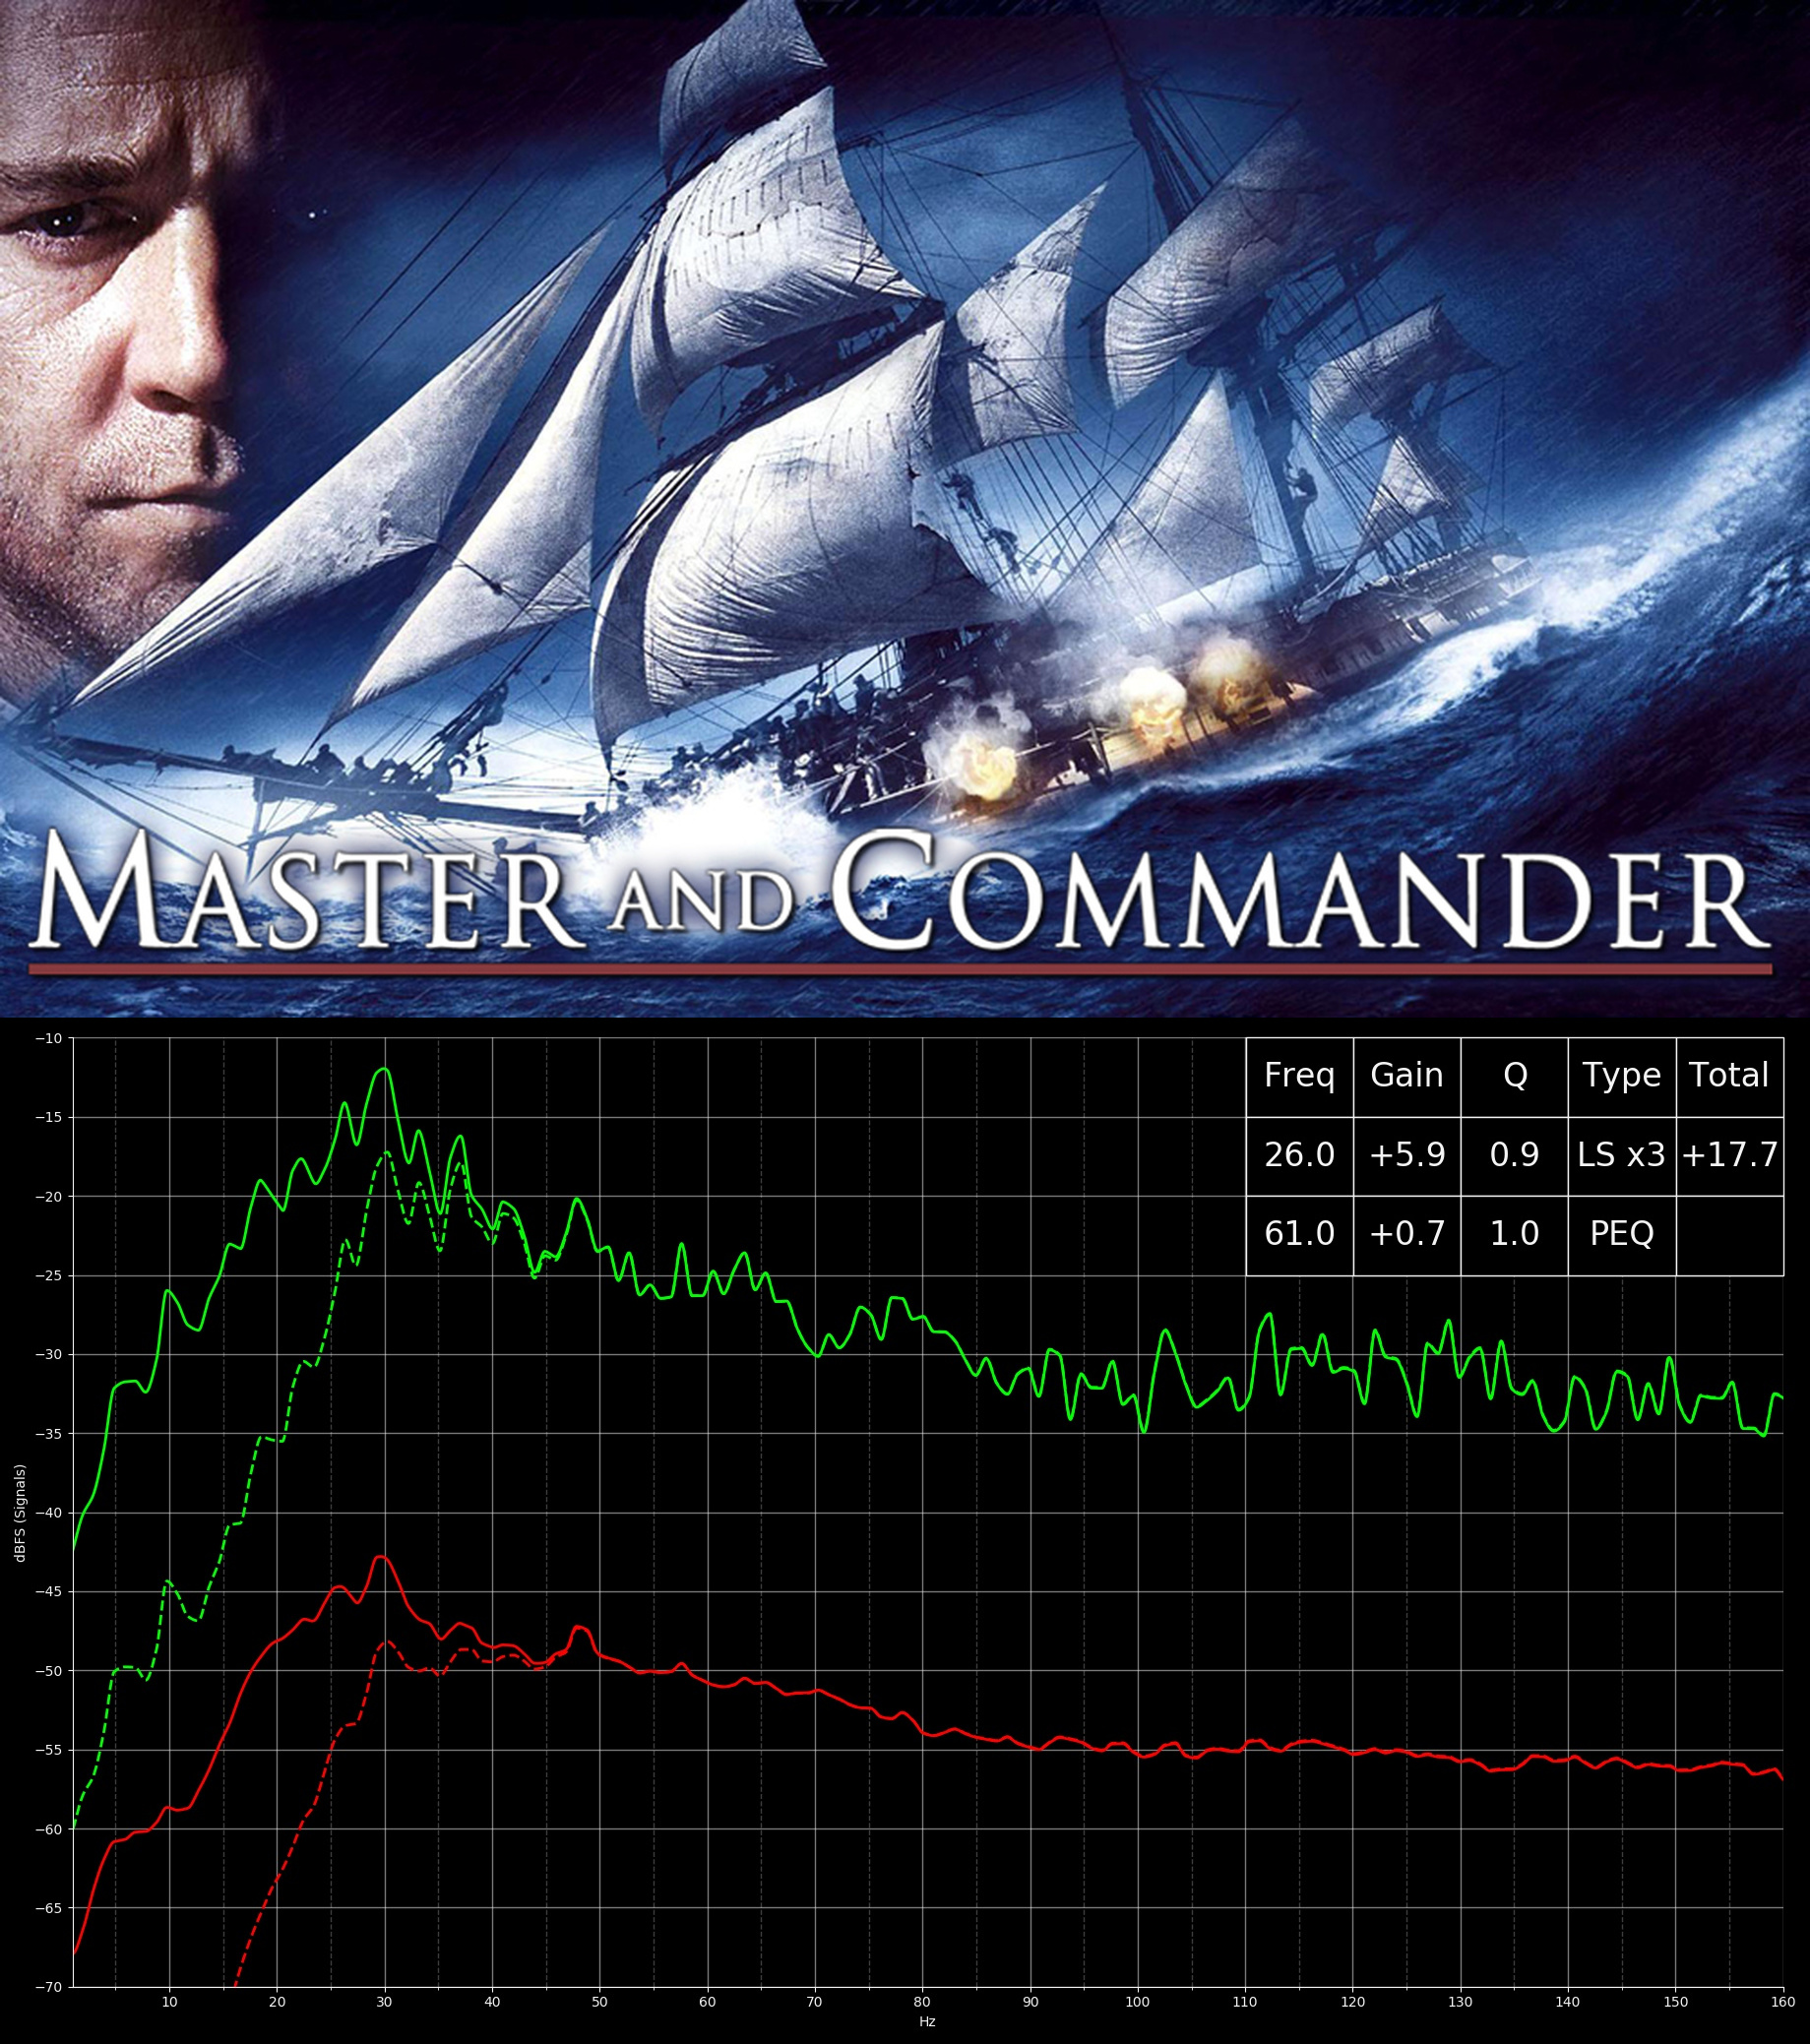 MASTER AND COMMANDER
Freq Gain Q Type Total
26.0 +5.9 0.9 LS x3 +17.7
61.0 +0.7 1.0 PEQ
−10
−15
−20
−25
−30
−35
−40
−45
−50
−55
−60
−65
−70
dBFS (Signals)
10 20 30 40 50 60 70 80 90 100 110 120 130 140 150 160
Hz